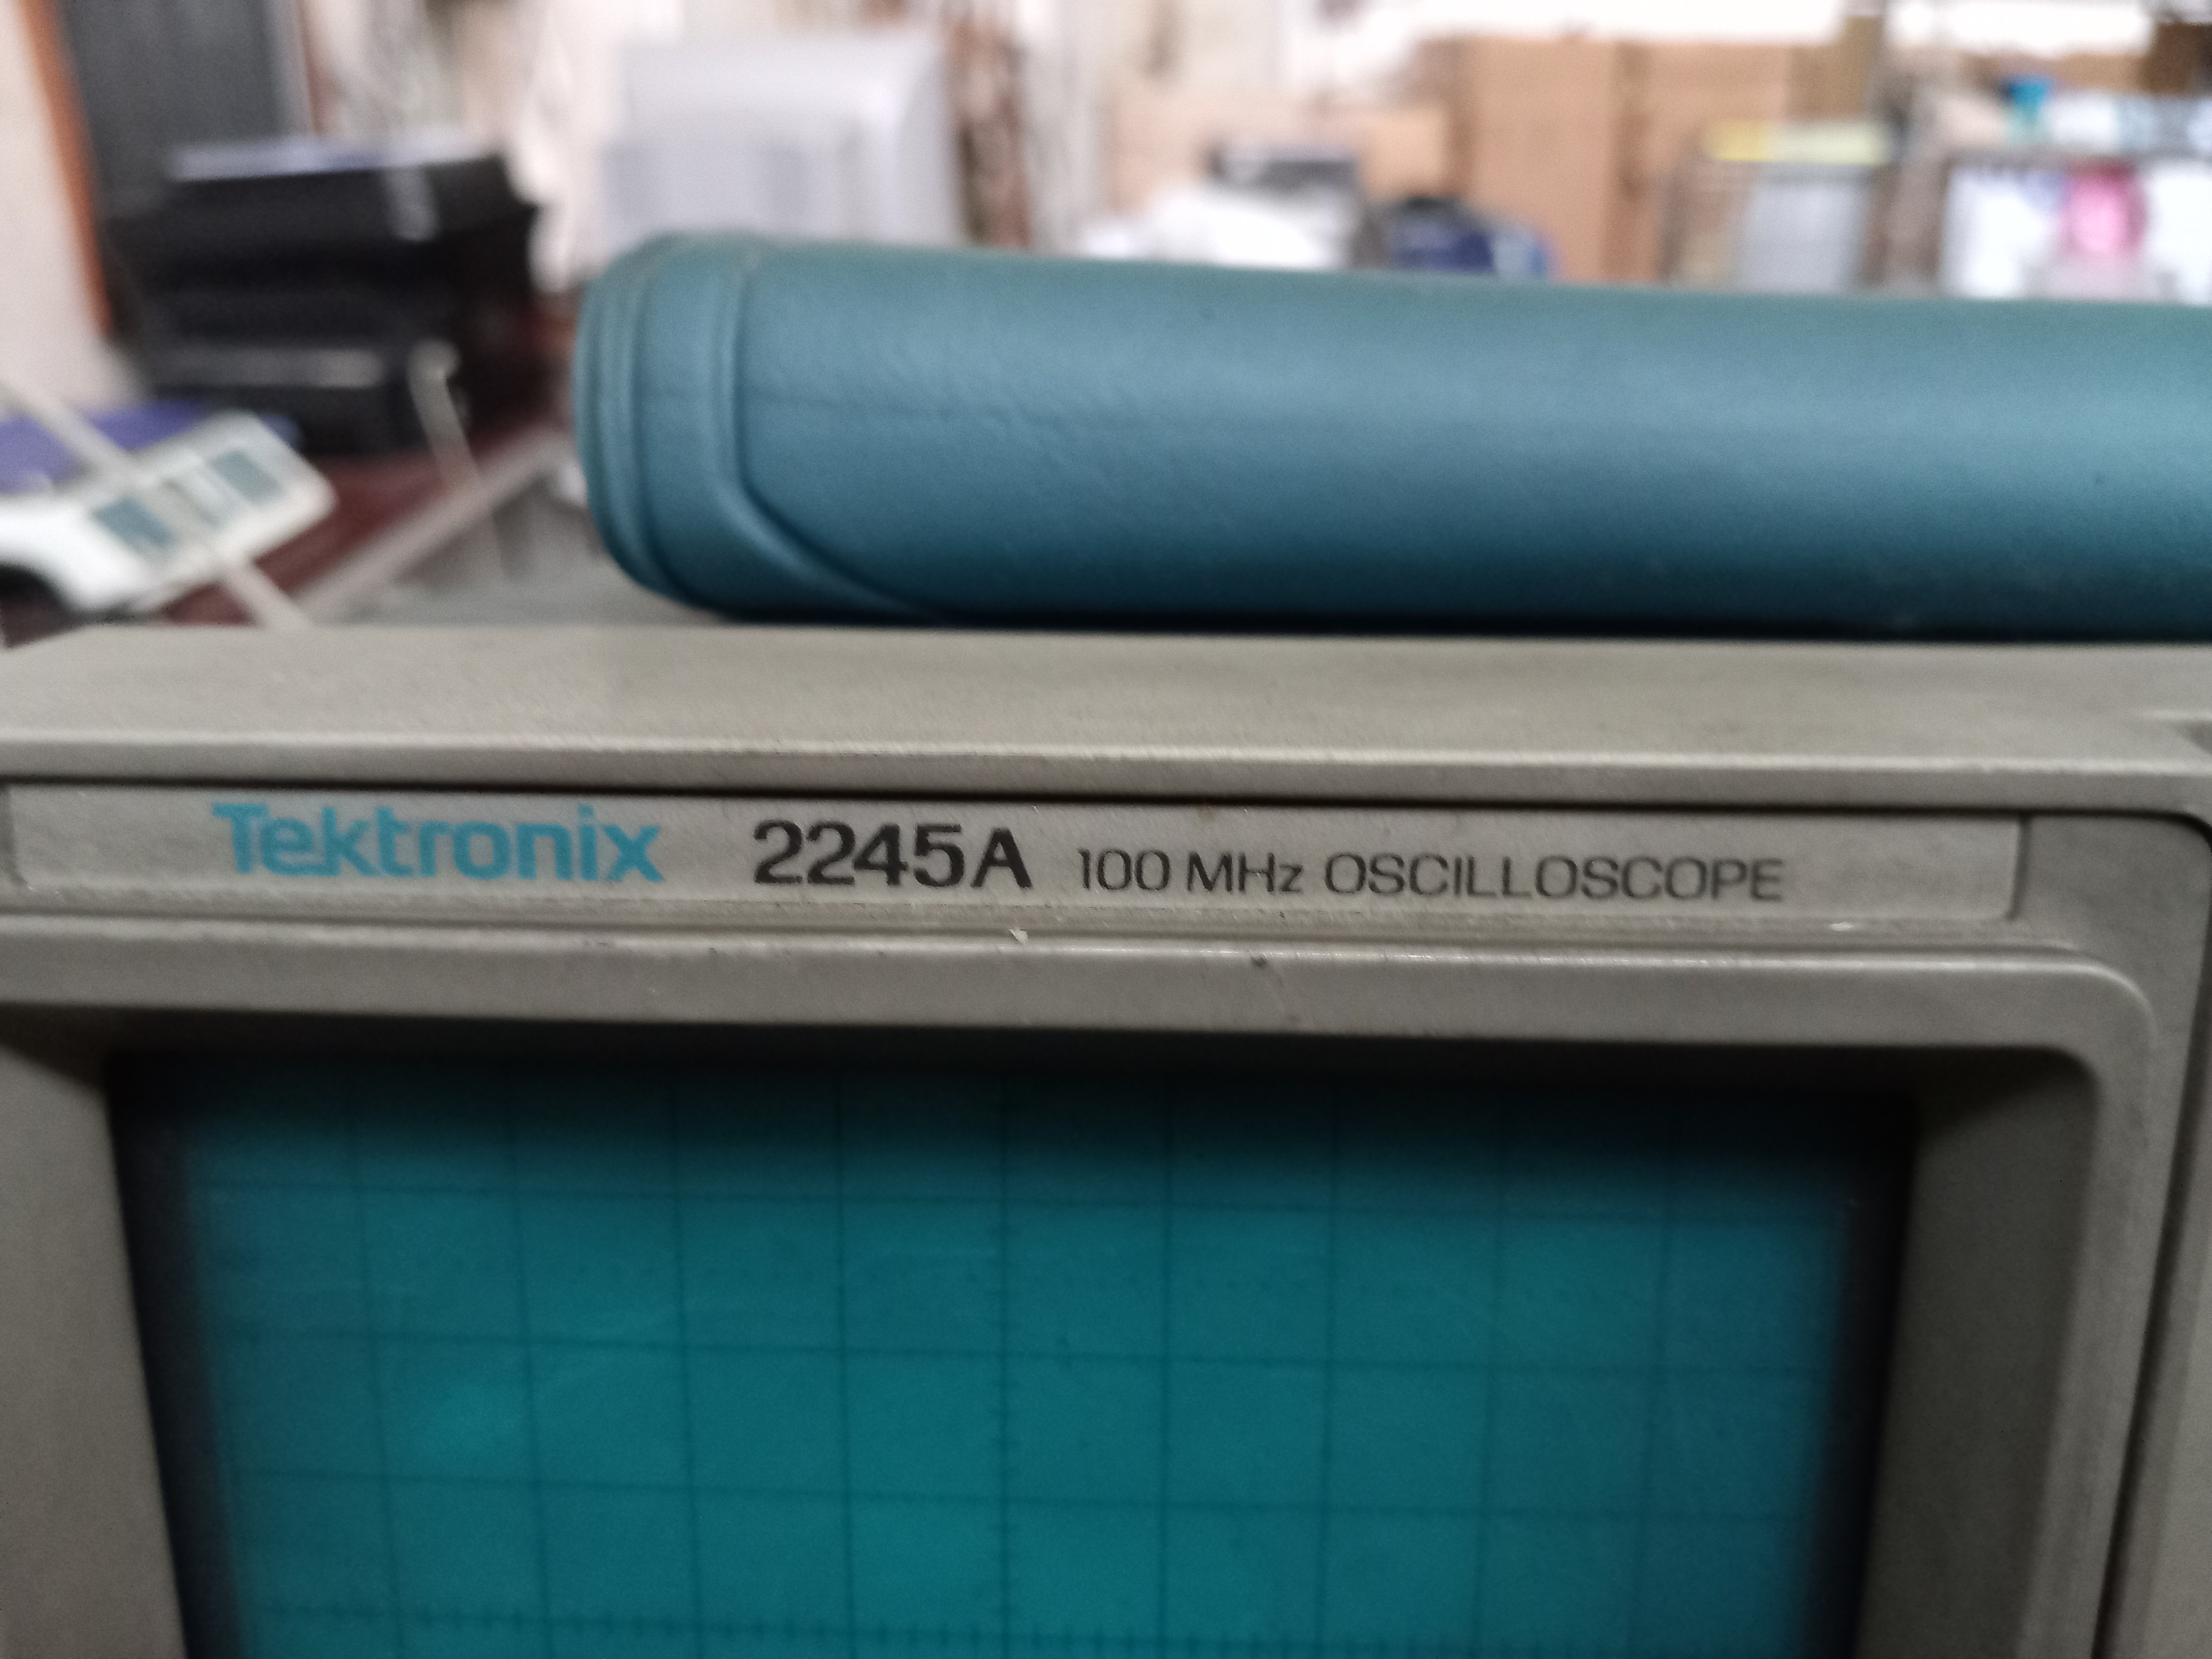 Tektronix 2245A 100 MHz OSCILLOSCOPE